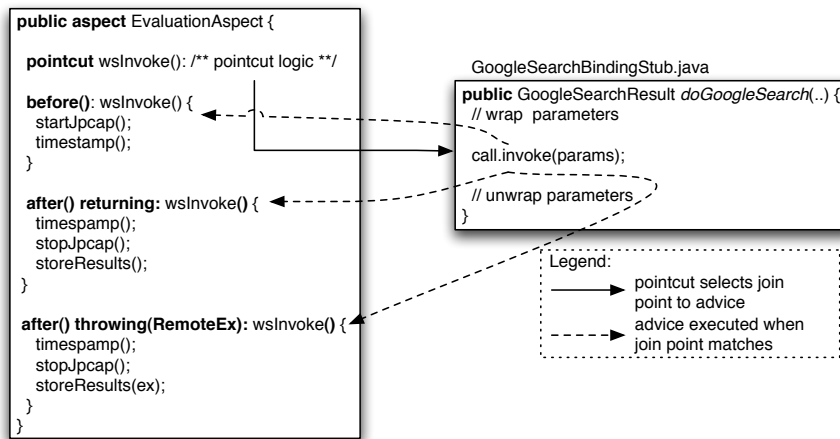 public aspect EvaluationAspect {
pointcut wsInvoke(): /** pointcut logic **/
before(): wsInvoke() {
startJpcap();
timestamp();
}
after() returning: wsInvoke() {
timespamp();
stopJpcap();
storeResults();
}
after() throwing(RemoteEx): wsInvoke() {
timespamp();
stopJpcap();
storeResults(ex);
}
}
GoogleSearchBindingStub.java
public GoogleSearchResult doGoogleSearch(..) {
// wrap parameters
call.invoke(params);
// unwrap parameters
}
Legend:
pointcut selects join
point to advice
advice executed when
join point matches